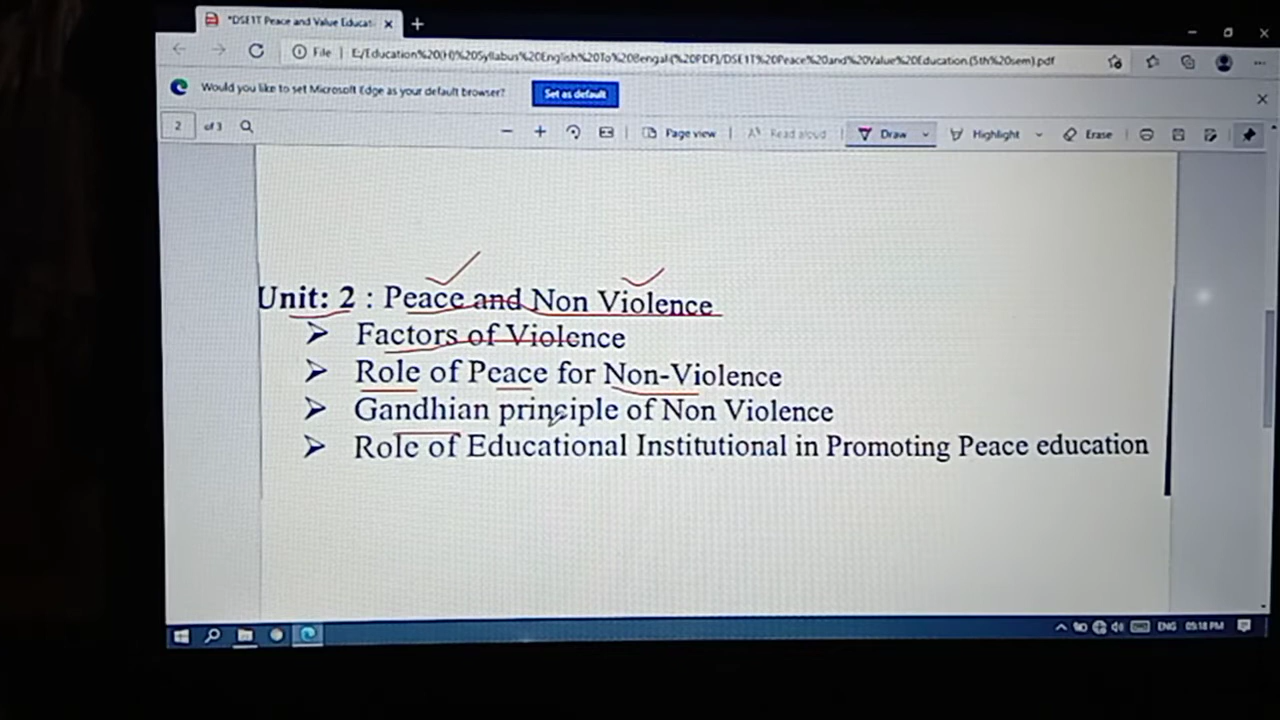 *DSE1T Peace and Value Educat
File | E:/Education%20(H)%20Syllabus%20English%20To%20Bengali(%20PDF)/DSE1T%20Peace%20and%20Value%20Education.(5th%20sem).pdf
Would you like to set Microsoft Edge as your default browser? Set as default
2 of 3 Page view Read aloud Draw Highlight Erase
Unit: 2 : Peace and Non Violence
Factors of Violence
Role of Peace for Non-Violence
Gandhian principle of Non Violence
Role of Educational Institutional in Promoting Peace education
ENG 05:18 PM